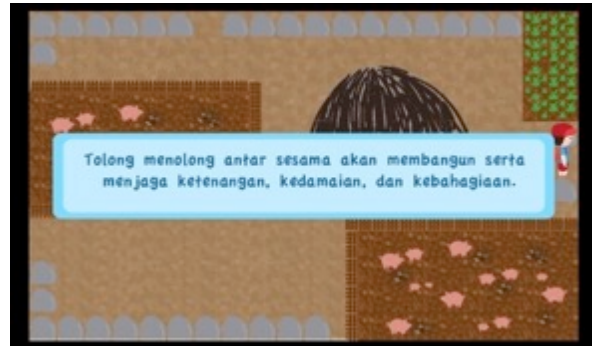 Tolong menolong antar sesama akan membangun serta
menjaga ketenangan, kedamaian, dan kebahagiaan.